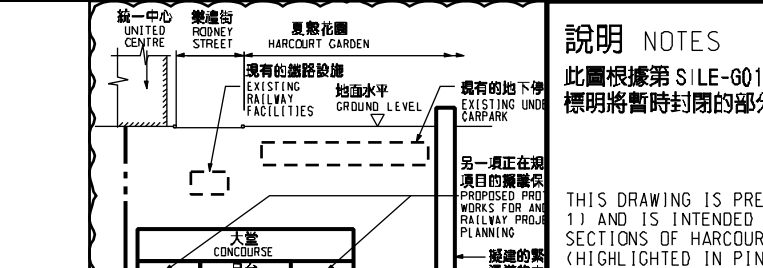 統一中心
UNITED
CENTRE
樂禮街
RODNEY
STREET
夏慤花園
HARCOURT GARDEN
現有的鐵路設施
EXISTING
RAILWAY
FACILITIES
地面水平
GROUND LEVEL
現有的地下停
EXISTING UNDE
CARPARK
另一項正在規
項目的擬議保
PROPOSED PRO
WORKS FOR AN
RAILWAY PROJE
PLANNING
大堂
CONCOURSE
月台
擬建的
說明 NOTES
此圖根據第 SILE-G01
標明將暫時封閉的部分
THIS DRAWING IS PRE
1) AND IS INTENDED
SECTIONS OF HARCOUR
(HIGHLIGHTED IN PIN